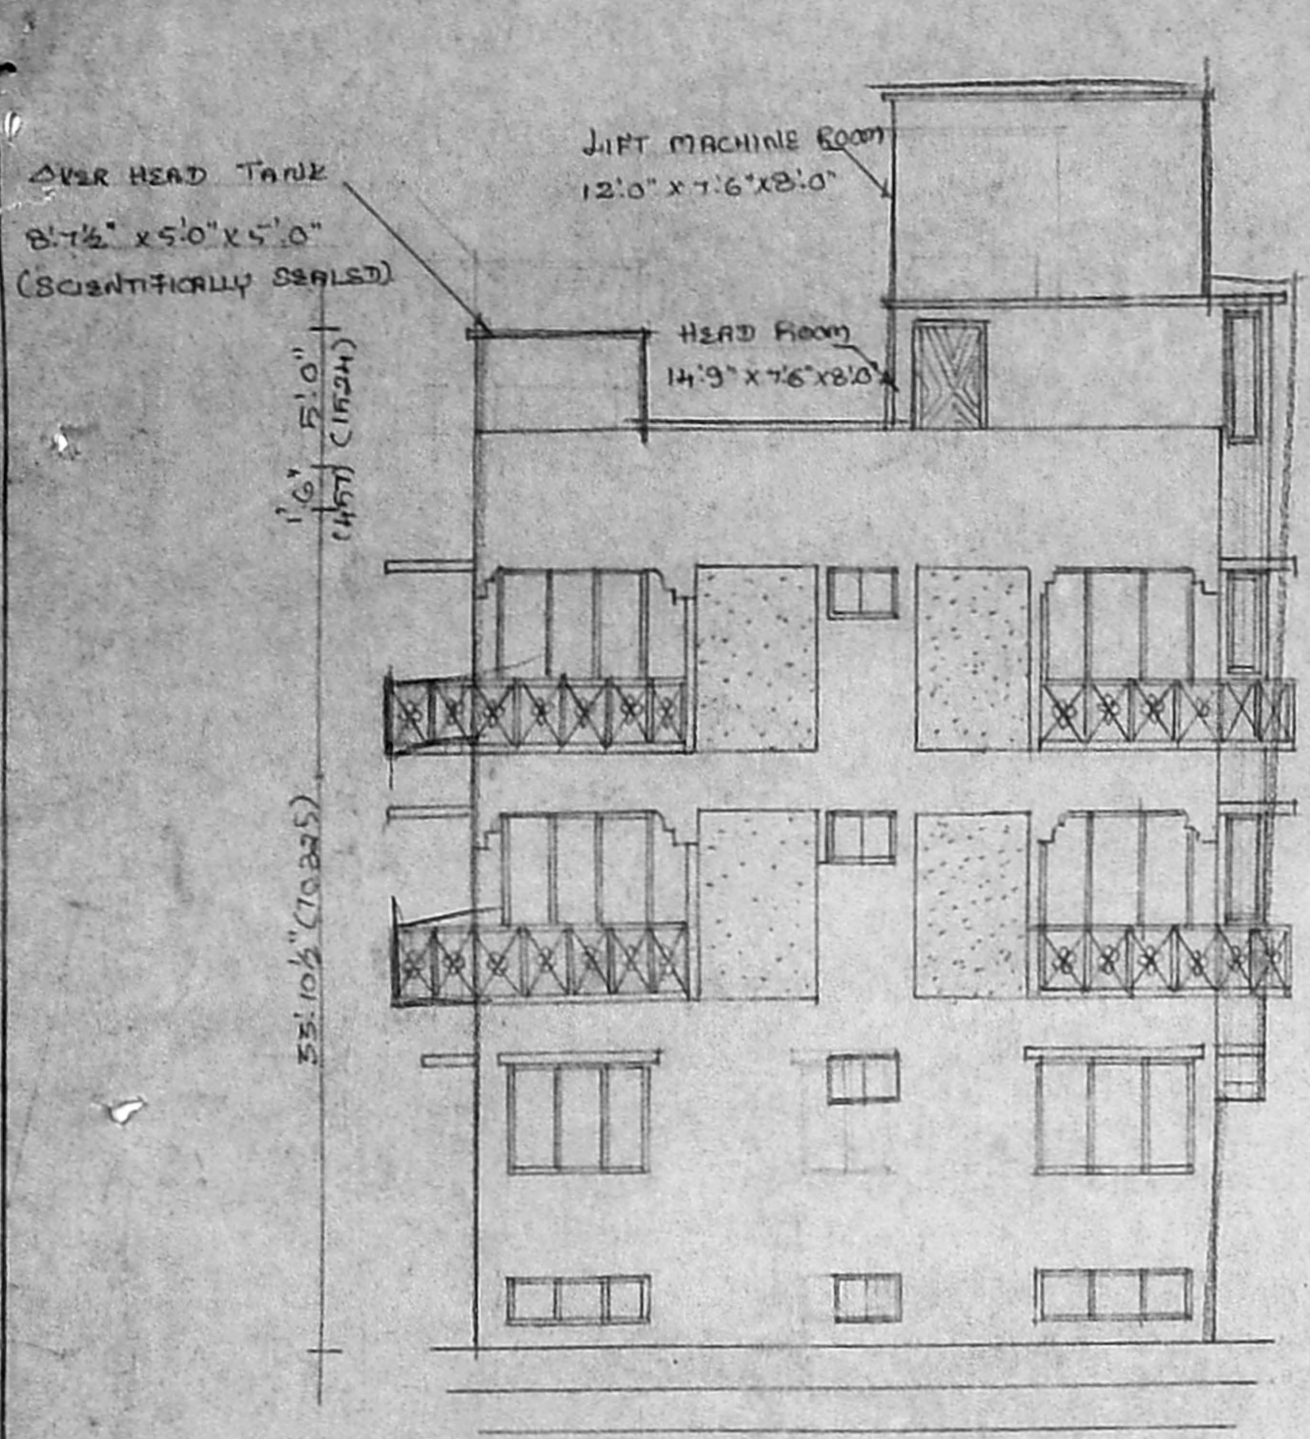 LIFT MACHINE ROOM
12'.0" x 7'.6" x 8'.0"
OVER HEAD TANK
8'.7½" x 5'.0" x 5'.0"
(SCIENTIFICALLY SEALED)
HEAD ROOM
14'.9" x 7'.6" x 8'.0"
5'.0"
(1524)
1'.6"
(457)
33'.10½" (10325)